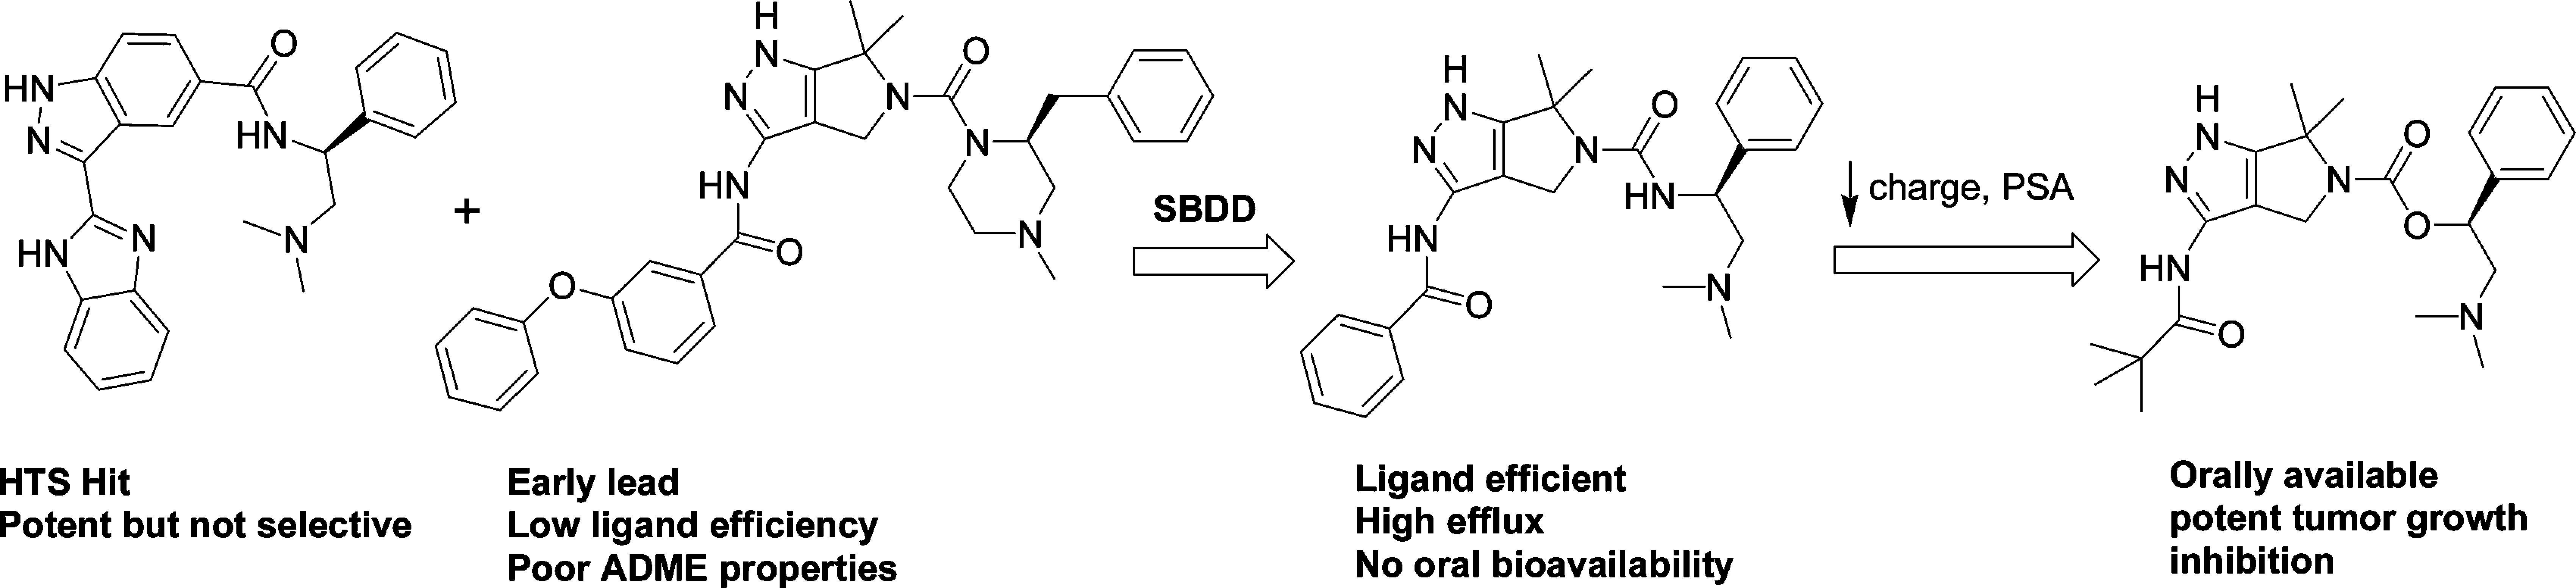 O
HN
N
HN
N
HN
N
+
H
N
N
N
O
N
HN
N
O
O
SBDD
H
N
N
N
O
HN
HN
N
O
↓ charge, PSA
H
N
N
N
O
O
HN
N
O
HTS Hit
Potent but not selective
Early lead
Low ligand efficiency
Poor ADME properties
Ligand efficient
High efflux
No oral bioavailability
Orally available
potent tumor growth
inhibition